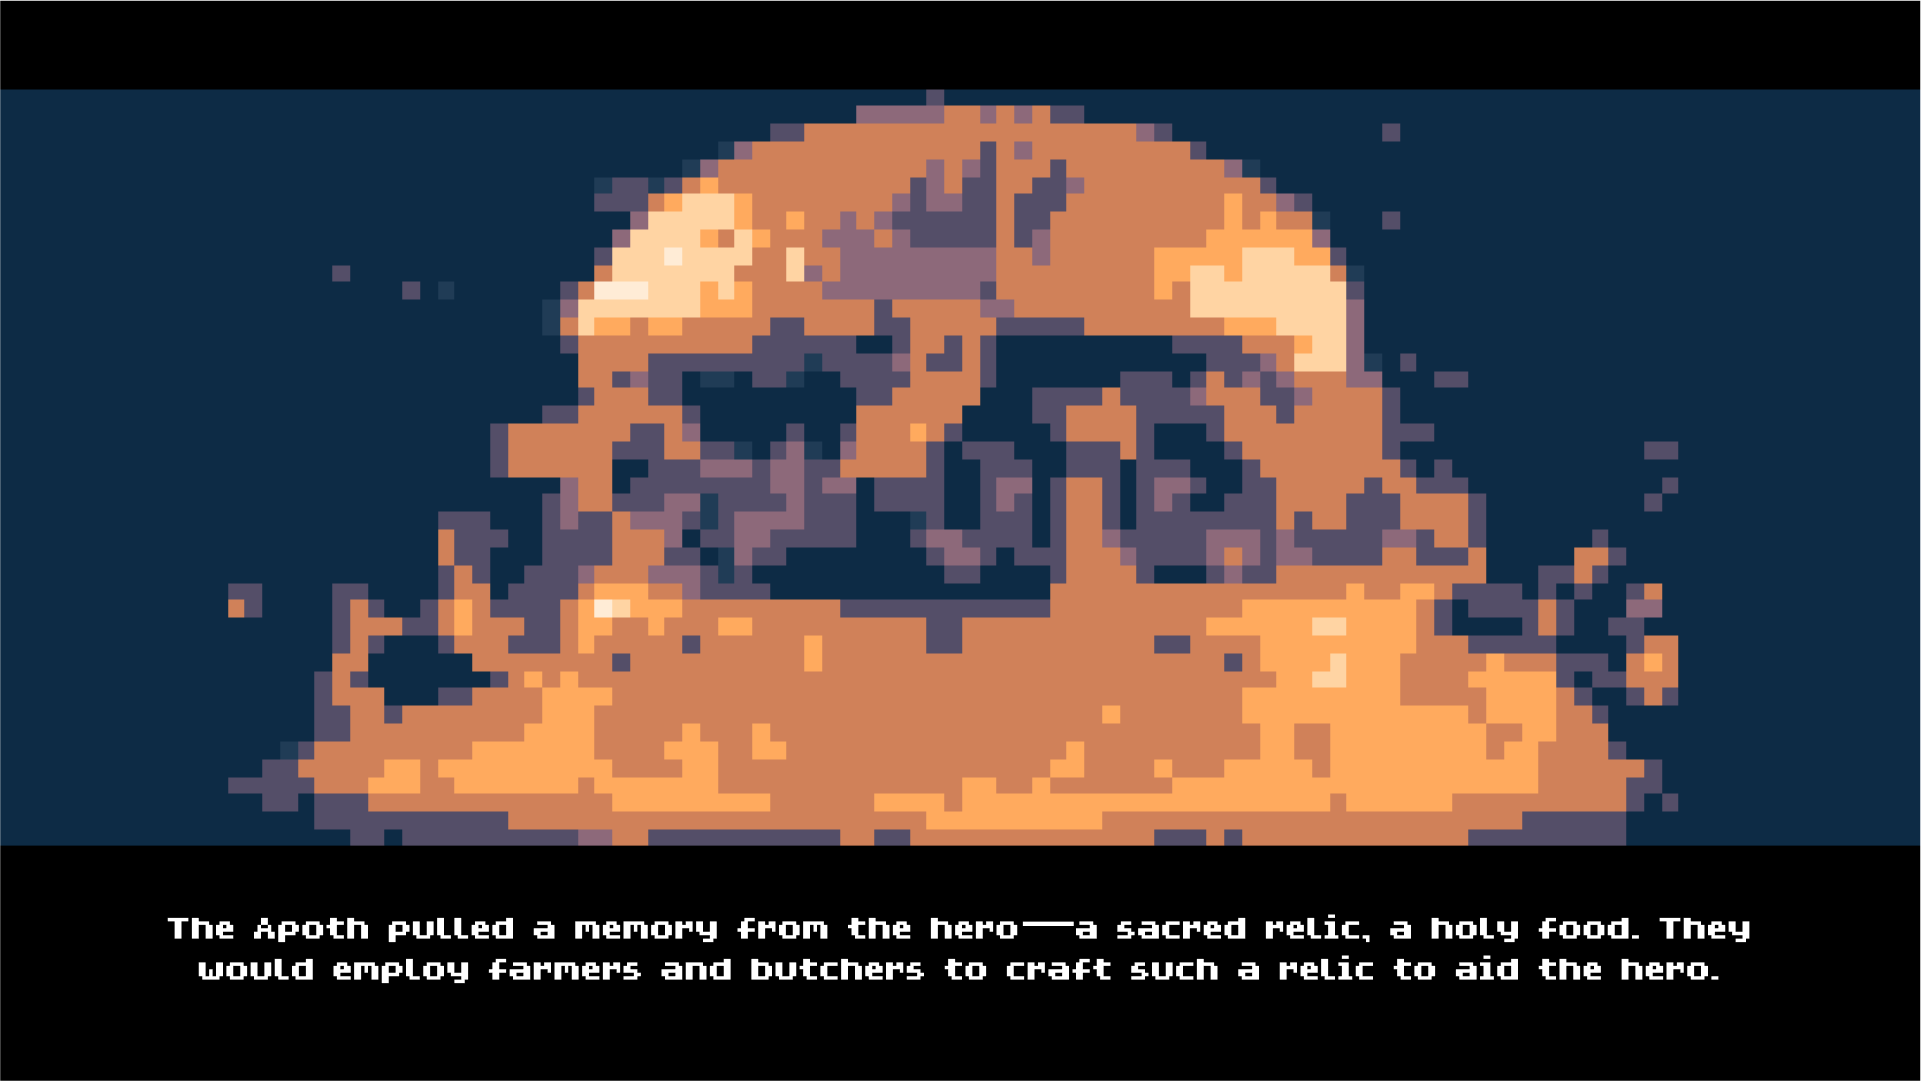 The Apoth pulled a memory from the hero——a sacred relic, a holy food. They
would employ farmers and butchers to craft such a relic to aid the hero.